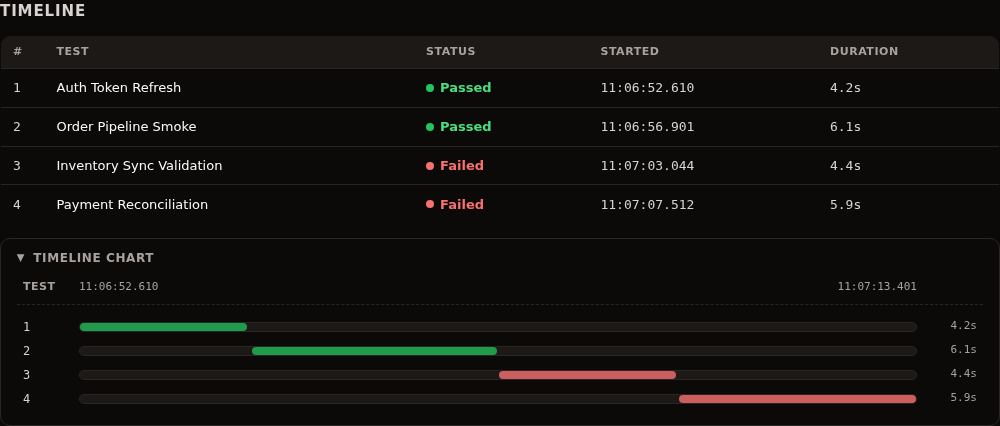 TIMELINE
# TEST STATUS STARTED DURATION
1 Auth Token Refresh Passed 11:06:52.610 4.2s
2 Order Pipeline Smoke Passed 11:06:56.901 6.1s
3 Inventory Sync Validation Failed 11:07:03.044 4.4s
4 Payment Reconciliation Failed 11:07:07.512 5.9s
▼ TIMELINE CHART
TEST 11:06:52.610 11:07:13.401
1 4.2s
2 6.1s
3 4.4s
4 5.9s